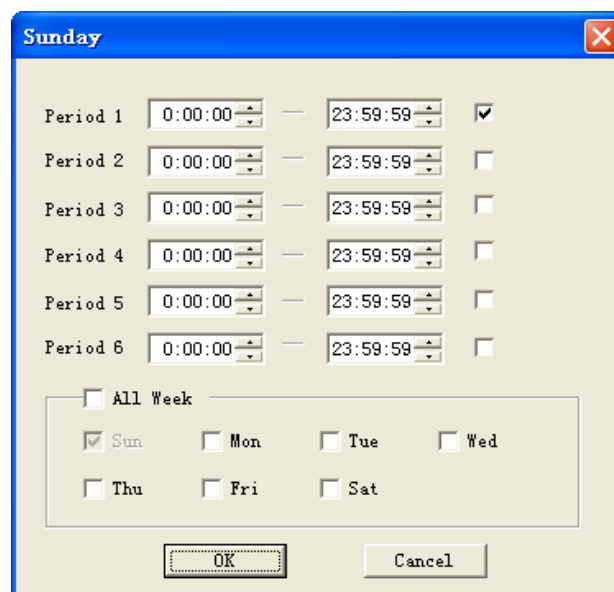 Sunday
Period 1 0:00:00 — 23:59:59
Period 2 0:00:00 — 23:59:59
Period 3 0:00:00 — 23:59:59
Period 4 0:00:00 — 23:59:59
Period 5 0:00:00 — 23:59:59
Period 6 0:00:00 — 23:59:59
All Week
Sun Mon Tue Wed
Thu Fri Sat
OK Cancel